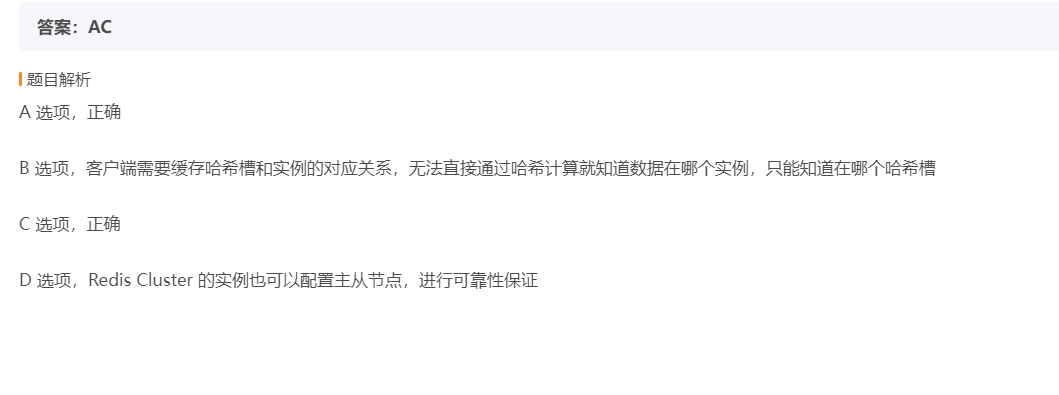 答案：AC
题目解析
A 选项，正确
B 选项，客户端需要缓存哈希槽和实例的对应关系，无法直接通过哈希计算就知道数据在哪个实例，只能知道在哪个哈希槽
C 选项，正确
D 选项，Redis Cluster 的实例也可以配置主从节点，进行可靠性保证